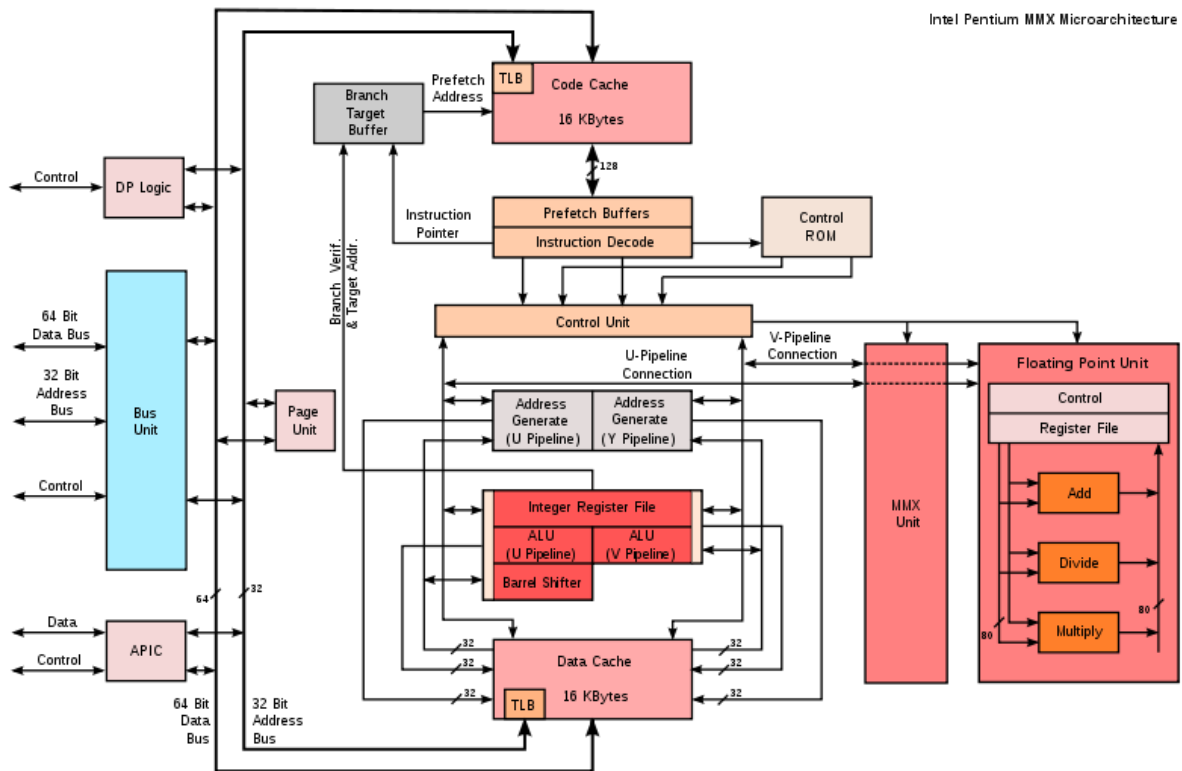 Intel Pentium MMX Microarchitecture
TLB
Code Cache
16 KBytes
Prefetch
Address
Branch
Target
Buffer
128
Control
DP Logic
Prefetch Buffers
Instruction Decode
Instruction
Pointer
Control
ROM
Branch Verif.
& Target Addr.
Control Unit
64 Bit
Data Bus
32 Bit
Address
Bus
Control
Bus
Unit
Page
Unit
U-Pipeline
Connection
V-Pipeline
Connection
Address
Generate
(U Pipeline)
Address
Generate
(Y Pipeline)
Integer Register File
ALU
(U Pipeline)
ALU
(V Pipeline)
Barrel Shifter
MMX
Unit
Floating Point Unit
Control
Register File
Add
Divide
Multiply
80
80
64
32
Data
Control
APIC
32
32
32
32
32
32
Data Cache
16 KBytes
TLB
64 Bit
Data
Bus
32 Bit
Address
Bus